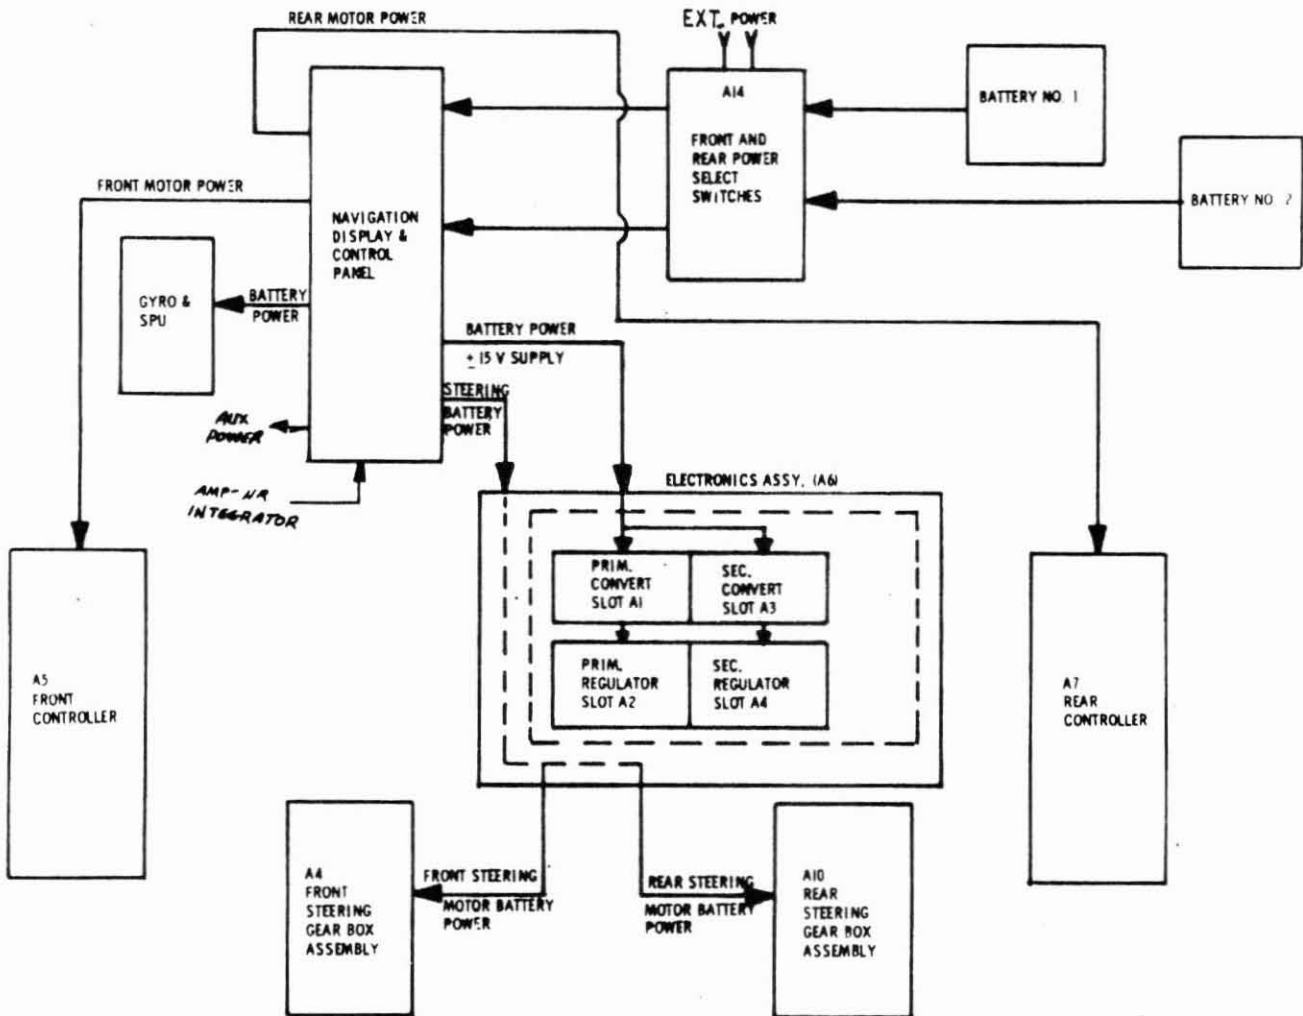 REAR MOTOR POWER
EXT. POWER
A14
FRONT AND
REAR POWER
SELECT
SWITCHES
BATTERY NO. 1
BATTERY NO. 2
FRONT MOTOR POWER
NAVIGATION
DISPLAY &
CONTROL
PANEL
GYRO &
SPU
BATTERY
POWER
BATTERY POWER
± 15 V SUPPLY
STEERING
BATTERY
POWER
AUX
POWER
AMP-HR
INTEGRATOR
ELECTRONICS ASSY. (A6)
PRIM.
CONVERT
SLOT A1
SEC.
CONVERT
SLOT A3
PRIM.
REGULATOR
SLOT A2
SEC.
REGULATOR
SLOT A4
A5
FRONT
CONTROLLER
A7
REAR
CONTROLLER
A4
FRONT
STEERING
GEAR BOX
ASSEMBLY
FRONT STEERING
MOTOR BATTERY
POWER
REAR STEERING
MOTOR BATTERY
POWER
A10
REAR
STEERING
GEAR BOX
ASSEMBLY